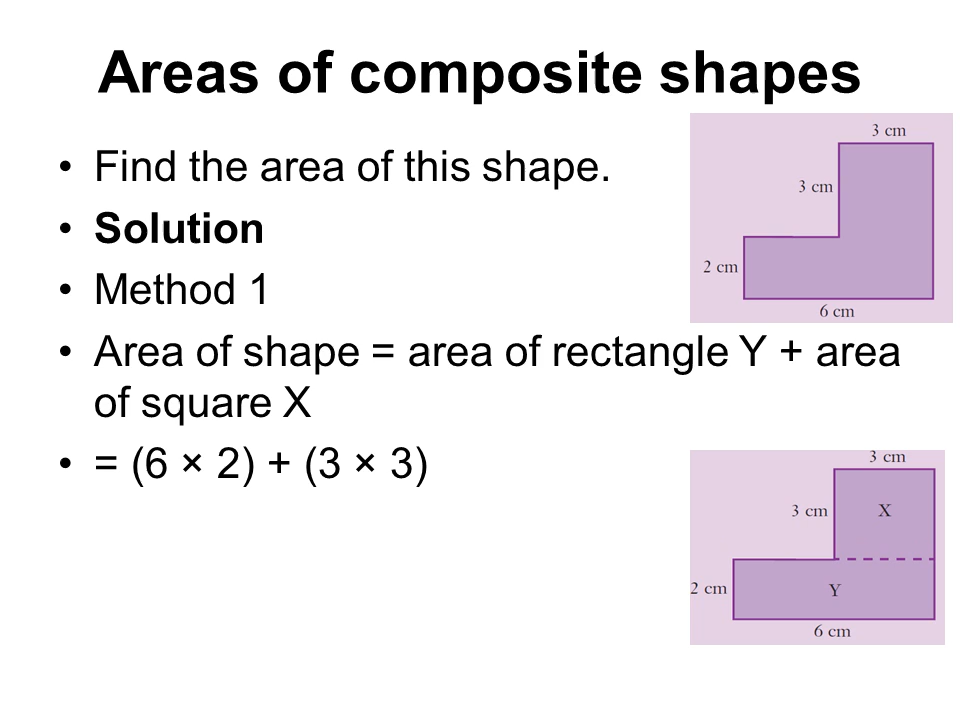 Areas of composite shapes
• Find the area of this shape.
• Solution
• Method 1
• Area of shape = area of rectangle Y + area
of square X
• = (6 × 2) + (3 × 3)
3 cm
3 cm
2 cm
6 cm
3 cm
3 cm
X
2 cm
Y
6 cm